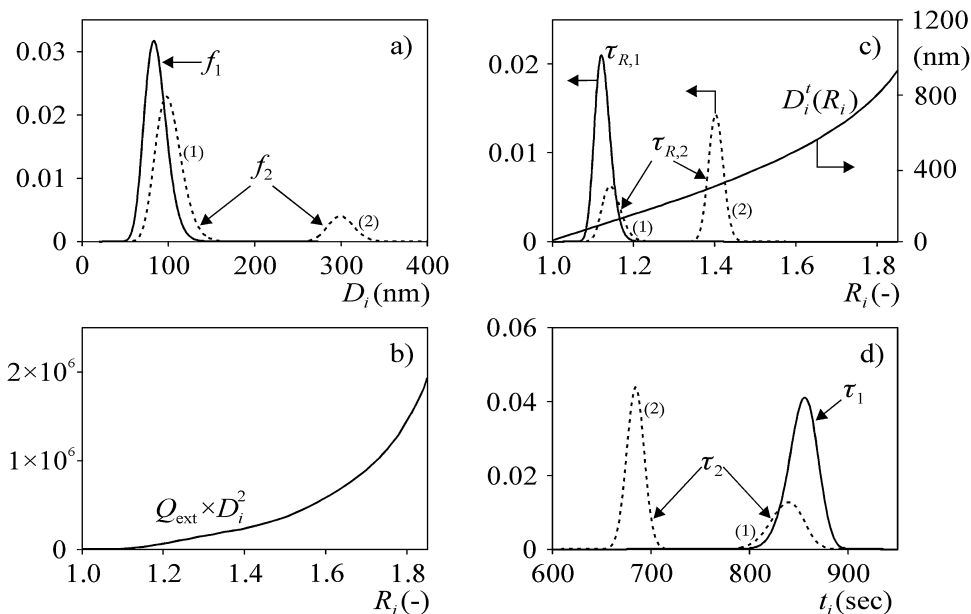 a)
0.03
0.02
0.01
0
f₁
(1)
f₂
(2)
0 100 200 300 400
Dᵢ (nm)
c)
0.02
0.01
0
τR,1
τR,2
(1)
(2)
Dᵢᵗ(Rᵢ)
1200
(nm)
800
400
0
1.0 1.2 1.4 1.6 1.8
Rᵢ (-)
b)
2×10⁶
1×10⁶
0
Qext × Dᵢ²
1.0 1.2 1.4 1.6 1.8
Rᵢ (-)
d)
0.06
0.04
0.02
0
(2)
τ₁
τ₂
(1)
600 700 800 900
tᵢ (sec)